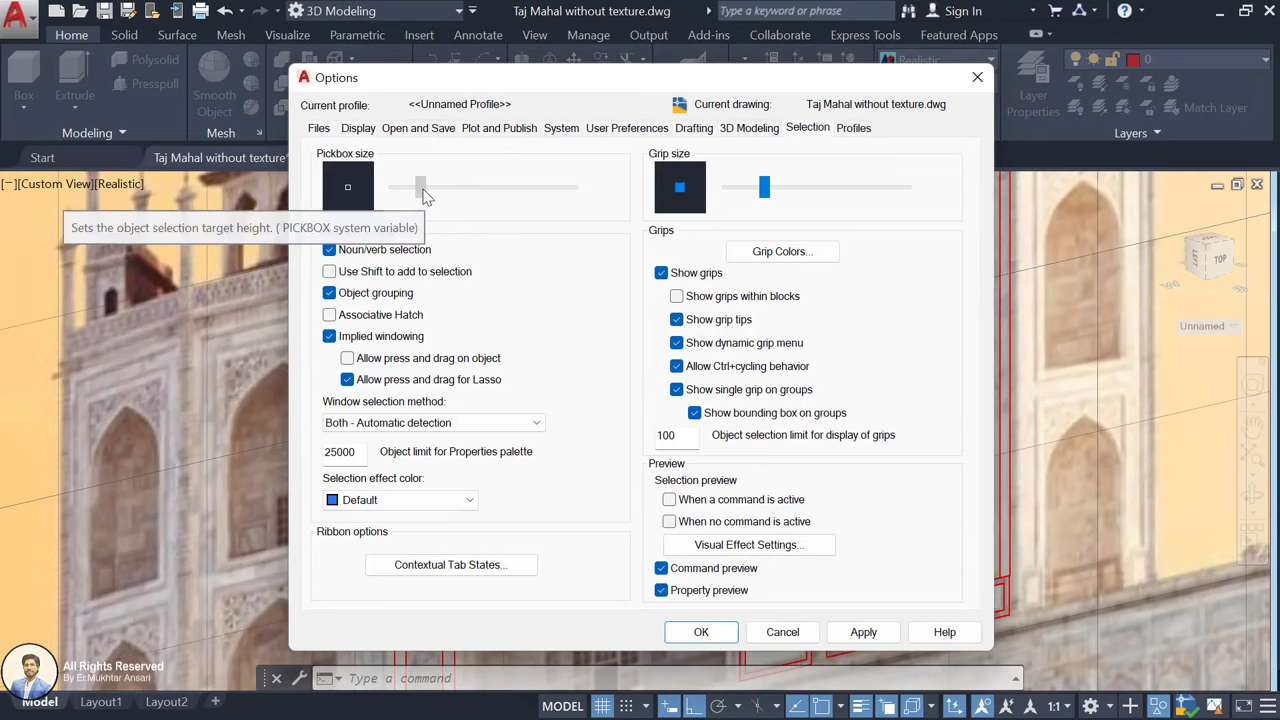 3D Modeling
Taj Mahal without texture.dwg
Type a keyword or phrase
Sign In
Home Solid Surface Mesh Visualize Parametric Insert Annotate View Manage Output Add-ins Collaborate Express Tools Featured Apps
Box
Extrude
Polysolid
Presspull
Smooth
Object
Modeling
Mesh
Realistic
Layer
Properties
0
Match Layer
Layers
Start
Taj Mahal without texture*
[−][Custom View][Realistic]
TOP
Unnamed
Options
Current profile:
<<Unnamed Profile>>
Current drawing:
Taj Mahal without texture.dwg
Files Display Open and Save Plot and Publish System User Preferences Drafting 3D Modeling Selection Profiles
Pickbox size
Sets the object selection target height. ( PICKBOX system variable)
Noun/verb selection
Use Shift to add to selection
Object grouping
Associative Hatch
Implied windowing
Allow press and drag on object
Allow press and drag for Lasso
Window selection method:
Both - Automatic detection
25000 Object limit for Properties palette
Selection effect color:
Default
Ribbon options
Contextual Tab States...
Grip size
Grips
Grip Colors...
Show grips
Show grips within blocks
Show grip tips
Show dynamic grip menu
Allow Ctrl+cycling behavior
Show single grip on groups
Show bounding box on groups
100 Object selection limit for display of grips
Preview
Selection preview
When a command is active
When no command is active
Visual Effect Settings...
Command preview
Property preview
OK Cancel Apply Help
All Rights Reserved
By Er.Mukhtar Ansari
Type a command
Model Layout1 Layout2
MODEL
1:1